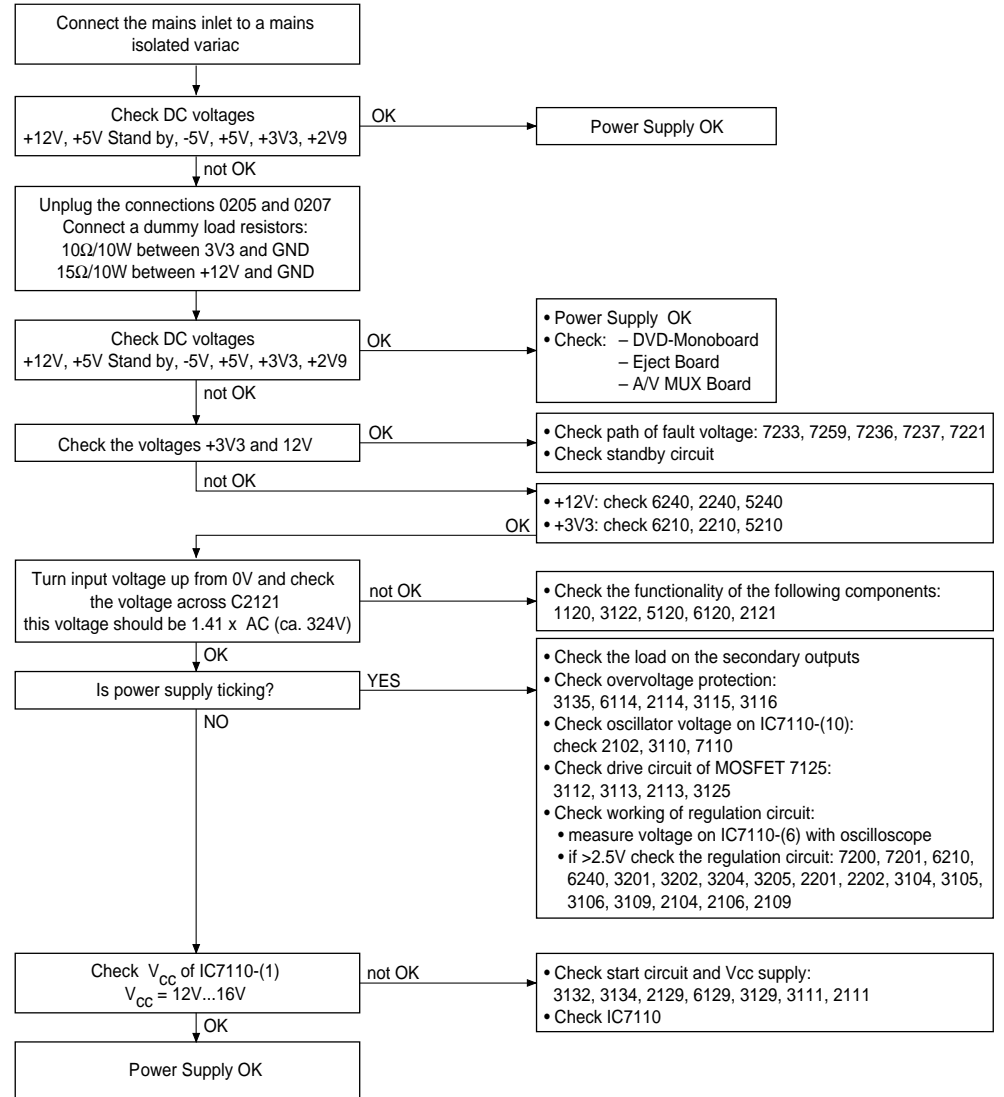 Connect the mains inlet to a mains
isolated variac
Check DC voltages
+12V, +5V Stand by, -5V, +5V, +3V3, +2V9
OK
Power Supply OK
not OK
Unplug the connections 0205 and 0207
Connect a dummy load resistors:
10Ω/10W between 3V3 and GND
15Ω/10W between +12V and GND
Check DC voltages
+12V, +5V Stand by, -5V, +5V, +3V3, +2V9
OK
• Power Supply OK
• Check: – DVD-Monoboard
– Eject Board
– A/V MUX Board
not OK
Check the voltages +3V3 and 12V
OK
• Check path of fault voltage: 7233, 7259, 7236, 7237, 7221
• Check standby circuit
not OK
• +12V: check 6240, 2240, 5240
• +3V3: check 6210, 2210, 5210
OK
Turn input voltage up from 0V and check
the voltage across C2121
this voltage should be 1.41 x AC (ca. 324V)
not OK
• Check the functionality of the following components:
1120, 3122, 5120, 6120, 2121
OK
Is power supply ticking?
YES
• Check the load on the secondary outputs
• Check overvoltage protection:
3135, 6114, 2114, 3115, 3116
• Check oscillator voltage on IC7110-(10):
check 2102, 3110, 7110
• Check drive circuit of MOSFET 7125:
3112, 3113, 2113, 3125
• Check working of regulation circuit:
• measure voltage on IC7110-(6) with oscilloscope
• if >2.5V check the regulation circuit: 7200, 7201, 6210,
6240, 3201, 3202, 3204, 3205, 2201, 2202, 3104, 3105,
3106, 3109, 2104, 2106, 2109
NO
Check VCC of IC7110-(1)
VCC = 12V...16V
not OK
• Check start circuit and Vcc supply:
3132, 3134, 2129, 6129, 3129, 3111, 2111
• Check IC7110
OK
Power Supply OK